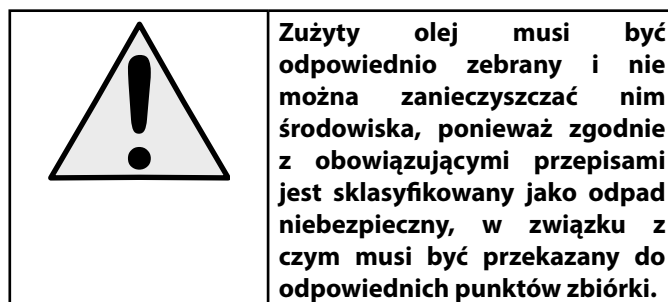 Zużyty olej musi być
odpowiednio zebrany i nie
można zanieczyszczać nim
środowiska, ponieważ zgodnie
z obowiązującymi przepisami
jest sklasyfikowany jako odpad
niebezpieczny, w związku z
czym musi być przekazany do
odpowiednich punktów zbiórki.